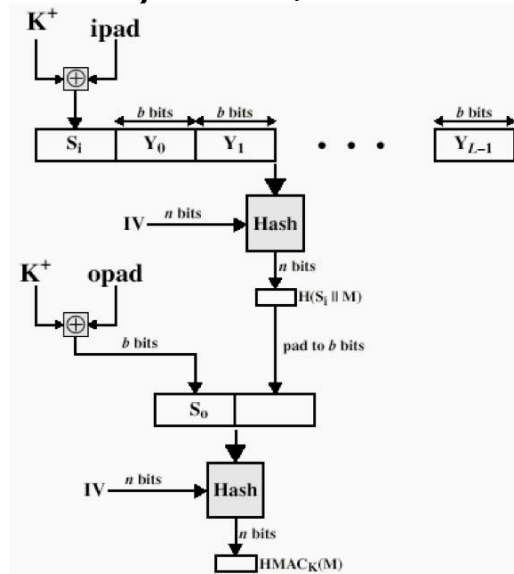 K+ ipad
⊕
b bits b bits b bits
Si Y0 Y1 • • • YL−1
n bits
IV Hash
n bits
H(Si || M)
K+ opad
⊕
b bits pad to b bits
So
n bits
IV Hash
n bits
HMACK(M)